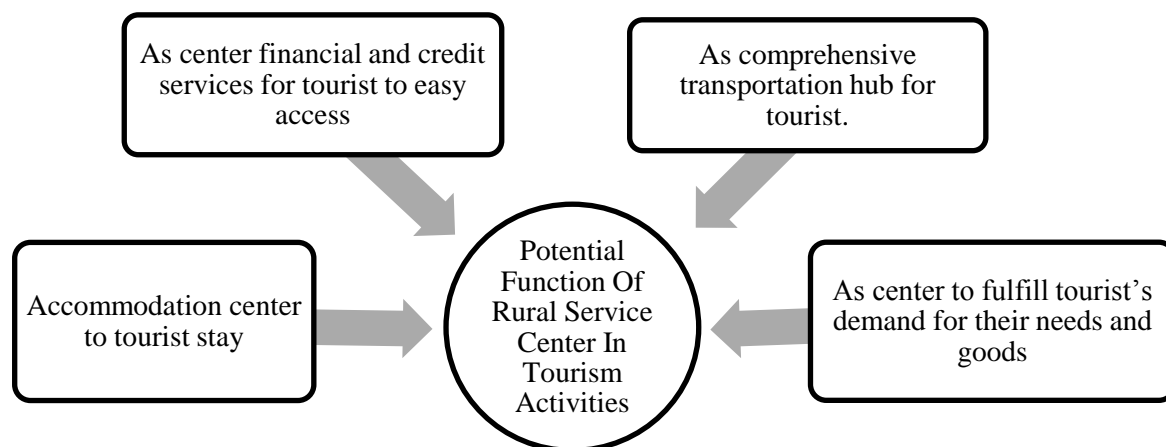 As center financial and credit
services for tourist to easy
access
As comprehensive
transportation hub for
tourist.
Accommodation center
to tourist stay
Potential
Function Of
Rural Service
Center In
Tourism
Activities
As center to fulfill tourist’s
demand for their needs and
goods